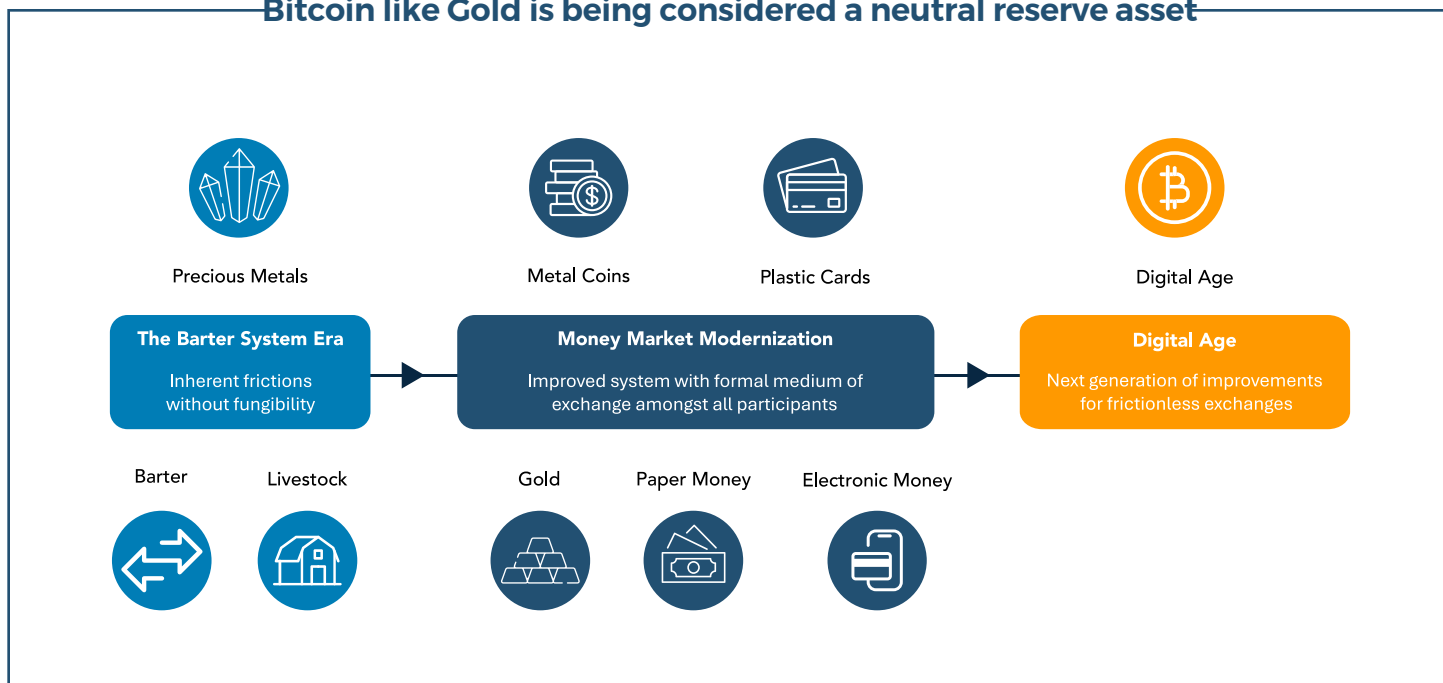 Bitcoin like Gold is being considered a neutral reserve asset
Precious Metals
Metal Coins
Plastic Cards
Digital Age
The Barter System Era
Inherent frictions
without fungibility
Money Market Modernization
Improved system with formal medium of
exchange amongst all participants
Digital Age
Next generation of improvements
for frictionless exchanges
Barter
Livestock
Gold
Paper Money
Electronic Money